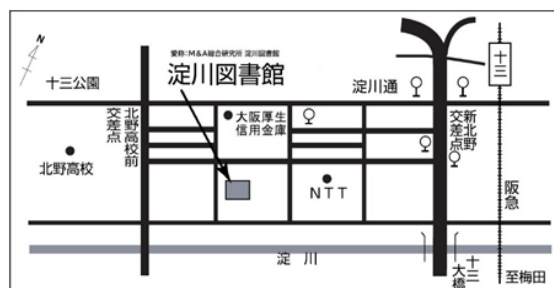 N
愛称：M&A総合研究所 淀川図書館
淀川図書館
十三公園
淀川通
十三
大阪厚生
信用金庫
北野高校前
交差点
新北野
交差点
北野高校
NTT
阪急
淀川
十三
大橋
至梅田